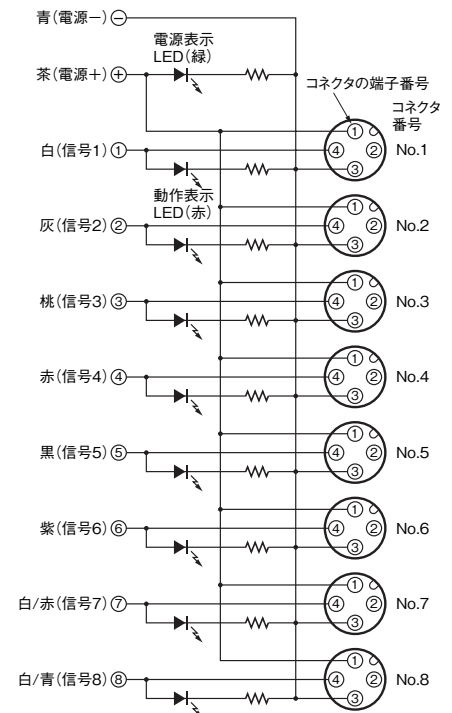 青(電源－)⊖
電源表示
LED(緑)
茶(電源＋)⊕
コネクタの端子番号
コネクタ
番号
白(信号1)①
① ④ ② ③ No.1
動作表示
LED(赤)
灰(信号2)②
① ④ ② ③ No.2
桃(信号3)③
① ④ ② ③ No.3
赤(信号4)④
① ④ ② ③ No.4
黒(信号5)⑤
① ④ ② ③ No.5
紫(信号6)⑥
① ④ ② ③ No.6
白/赤(信号7)⑦
① ④ ② ③ No.7
白/青(信号8)⑧
① ④ ② ③ No.8